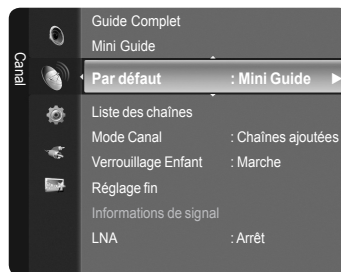 Canal
Guide Complet
Mini Guide
Par défaut : Mini Guide ►
Liste des chaînes
Mode Canal : Chaînes ajoutées
Verrouillage Enfant : Marche
Réglage fin
Informations de signal
LNA : Arrêt